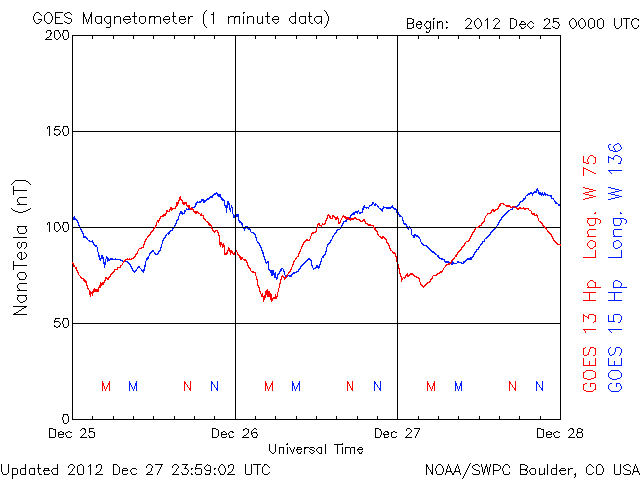 GOES Magnetometer (1 minute data)
Begin: 2012 Dec 25 0000 UTC
200
150
100
50
0
NanoTesla (nT)
M M N N M M N N M M N N
Dec 25 Dec 26 Dec 27 Dec 28
Universal Time
GOES 13 Hp Long. W 75
GOES 15 Hp Long. W 136
Updated 2012 Dec 27 23:59:02 UTC
NOAA/SWPC Boulder, CO USA